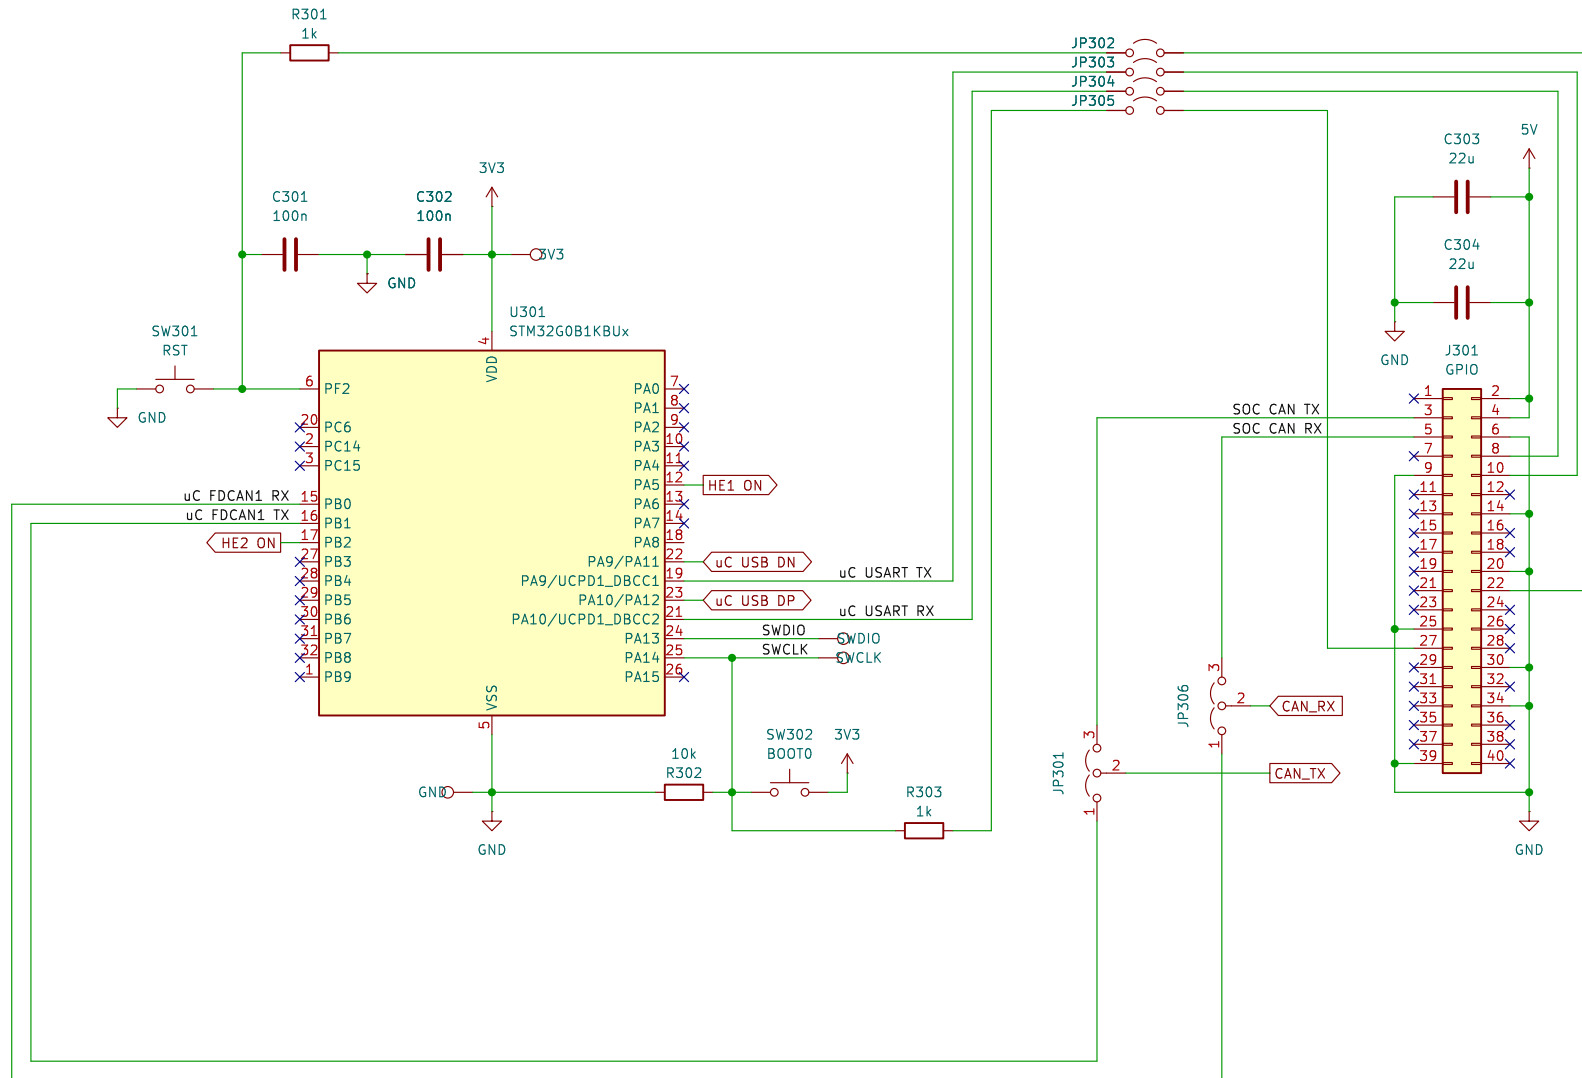 R301
1k
JP302
JP303
JP304
JP305
5V
C303
22u
3V3
C301
100n
C302
100n
3V3
GND
C304
22u
GND
U301
STM32G0B1KBUx
SW301
RST
GND
J301
GPIO
4
VDD
6 PF2
20 PC6
2 PC14
3 PC15
uC FDCAN1 RX 15 PB0
uC FDCAN1 TX 16 PB1
HE2 ON 17 PB2
27 PB3
28 PB4
29 PB5
30 PB6
31 PB7
32 PB8
1 PB9
PA0 7
PA1 8
PA2 9
PA3 10
PA4 11
PA5 12 HE1 ON
PA6 13
PA7 14
PA8 18
PA9/PA11 22 uC USB DN
PA9/UCPD1_DBCC1 19 uC USART TX
PA10/PA12 23 uC USB DP
PA10/UCPD1_DBCC2 21 uC USART RX
PA13 24 SWDIO SWDIO
PA14 25 SWCLK SWCLK
PA15 26
VSS
5
GND
GND
10k
R302
SW302
BOOT0
3V3
R303
1k
SOC CAN TX
SOC CAN RX
1 2
3 4
5 6
7 8
9 10
11 12
13 14
15 16
17 18
19 20
21 22
23 24
25 26
27 28
29 30
31 32
33 34
35 36
37 38
39 40
GND
JP306
3
2
1
CAN_RX
JP301
3
2
1
CAN_TX